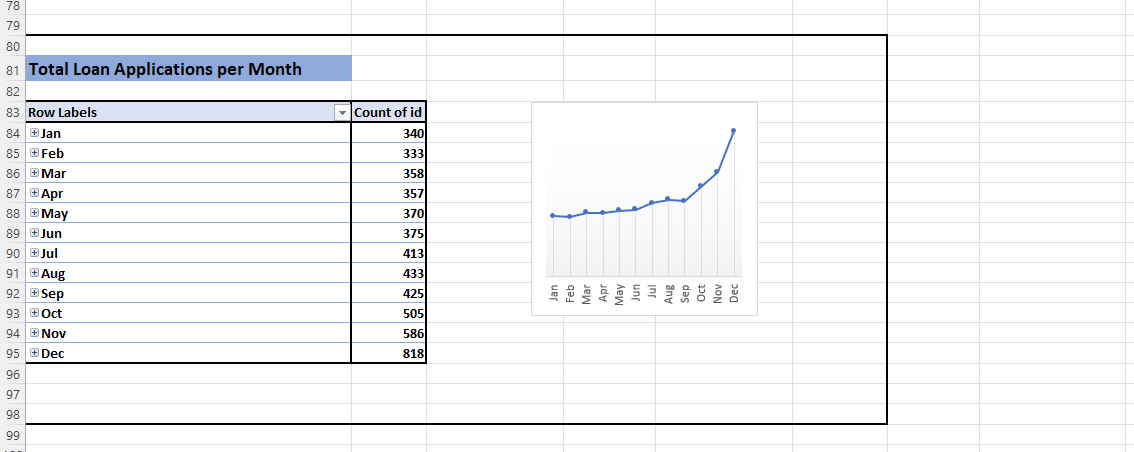 78
79
80
81 Total Loan Applications per Month
82
83 Row Labels Count of id
84 Jan 340
85 Feb 333
86 Mar 358
87 Apr 357
88 May 370
89 Jun 375
90 Jul 413
91 Aug 433
92 Sep 425
93 Oct 505
94 Nov 586
95 Dec 818
96
97
98
99
Jan Feb Mar Apr May Jun Jul Aug Sep Oct Nov Dec